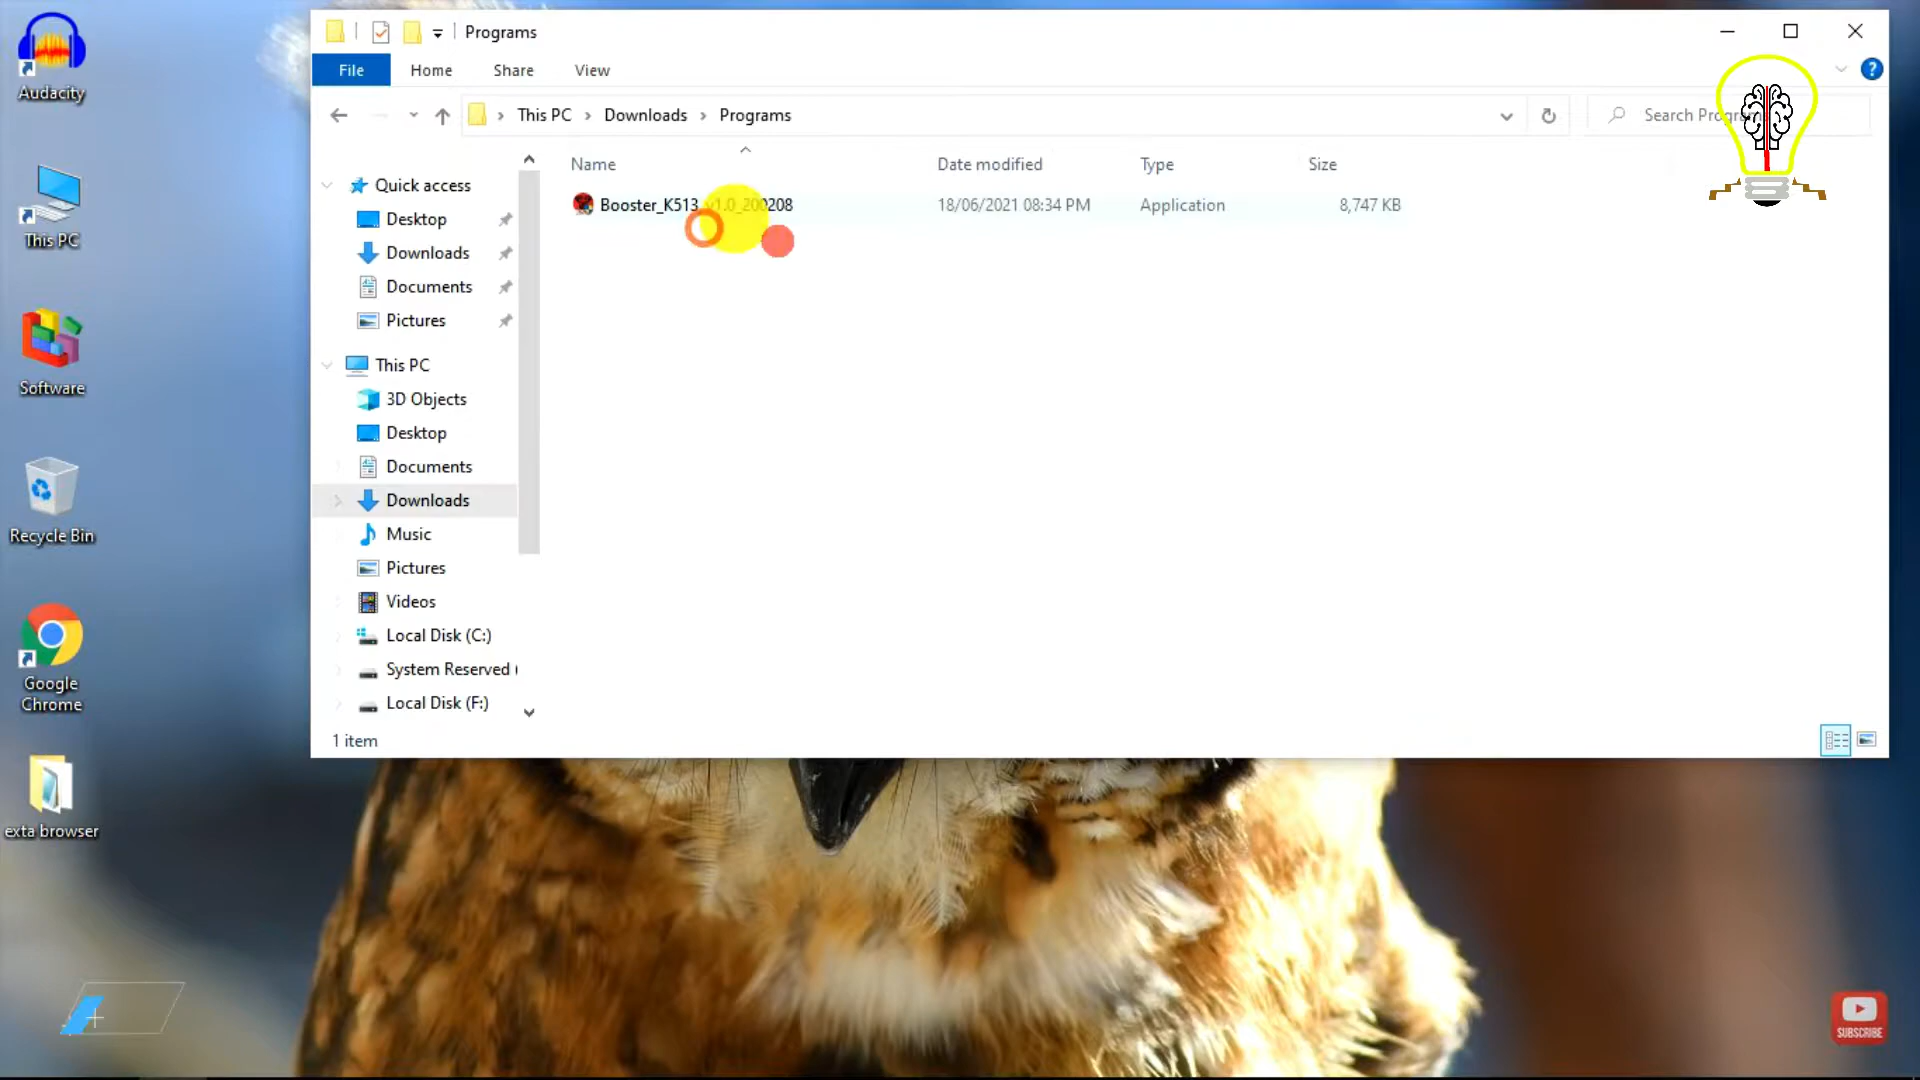 Programs
File Home Share View
This PC Downloads Programs
Search Programs
Name Date modified Type Size
Booster_K513_v1.0_200208 18/06/2021 08:34 PM Application 8,747 KB
Quick access
Desktop
Downloads
Documents
Pictures
This PC
3D Objects
Desktop
Documents
Downloads
Music
Pictures
Videos
Local Disk (C:)
System Reserved (
Local Disk (F:)
1 item
Audacity
This PC
Software
Recycle Bin
Google
Chrome
exta browser
SUBSCRIBE